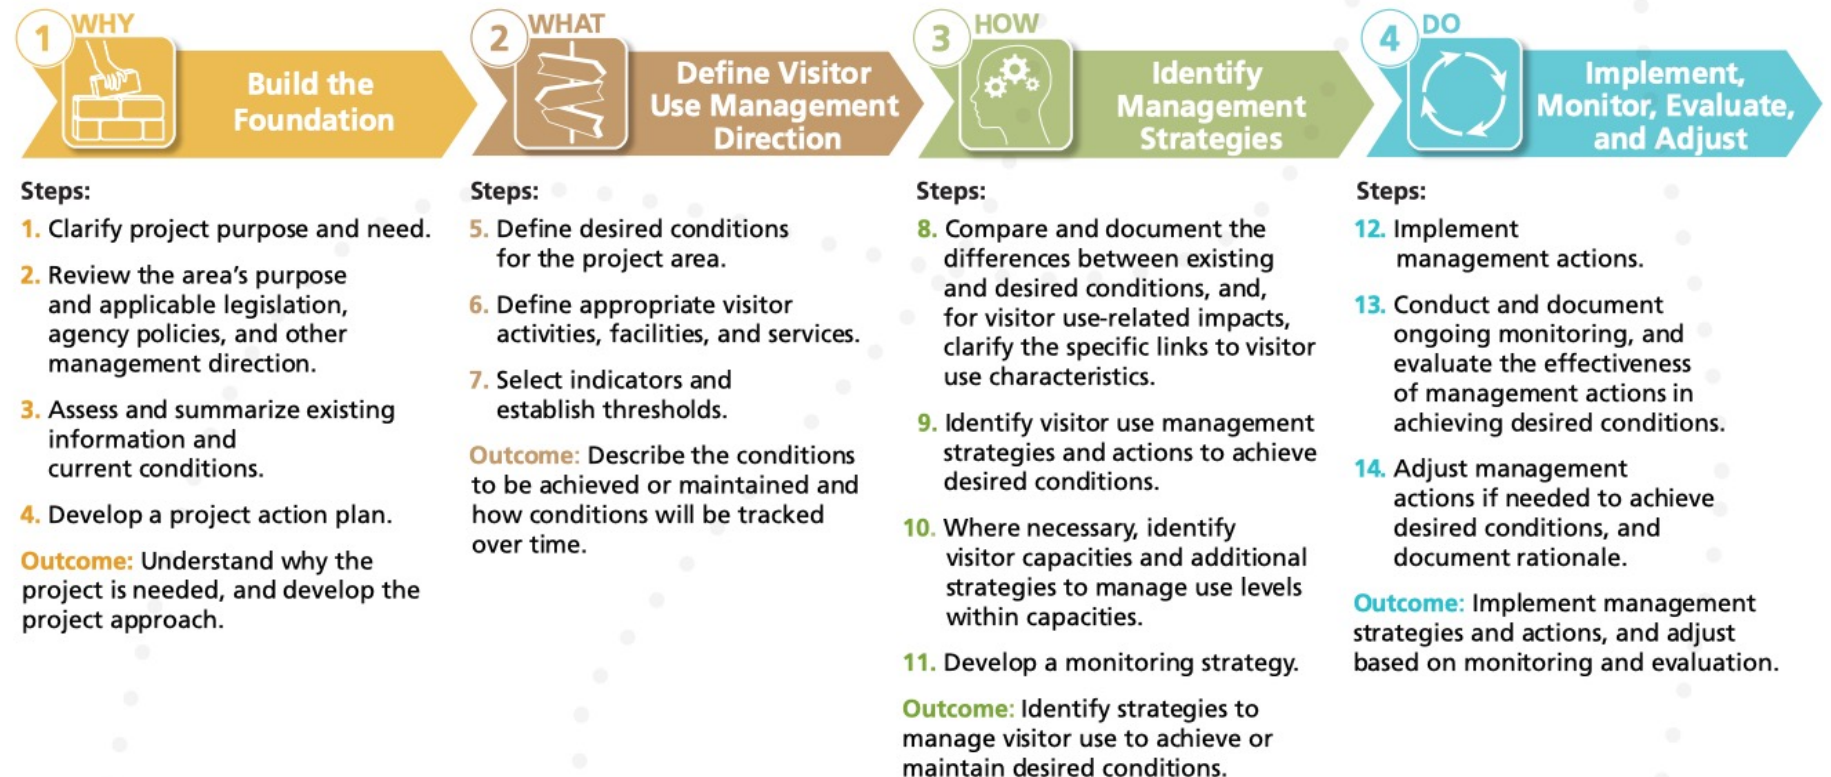 1 WHY
Build the
Foundation
Steps:
1. Clarify project purpose and need.
2. Review the area's purpose
and applicable legislation,
agency policies, and other
management direction.
3. Assess and summarize existing
information and
current conditions.
4. Develop a project action plan.
Outcome: Understand why the
project is needed, and develop the
project approach.
2 WHAT
Define Visitor
Use Management
Direction
Steps:
5. Define desired conditions
for the project area.
6. Define appropriate visitor
activities, facilities, and services.
7. Select indicators and
establish thresholds.
Outcome: Describe the conditions
to be achieved or maintained and
how conditions will be tracked
over time.
3 HOW
Identify
Management
Strategies
Steps:
8. Compare and document the
differences between existing
and desired conditions, and,
for visitor use-related impacts,
clarify the specific links to visitor
use characteristics.
9. Identify visitor use management
strategies and actions to achieve
desired conditions.
10. Where necessary, identify
visitor capacities and additional
strategies to manage use levels
within capacities.
11. Develop a monitoring strategy.
Outcome: Identify strategies to
manage visitor use to achieve or
maintain desired conditions.
4 DO
Implement,
Monitor, Evaluate,
and Adjust
Steps:
12. Implement
management actions.
13. Conduct and document
ongoing monitoring, and
evaluate the effectiveness
of management actions in
achieving desired conditions.
14. Adjust management
actions if needed to achieve
desired conditions, and
document rationale.
Outcome: Implement management
strategies and actions, and adjust
based on monitoring and evaluation.